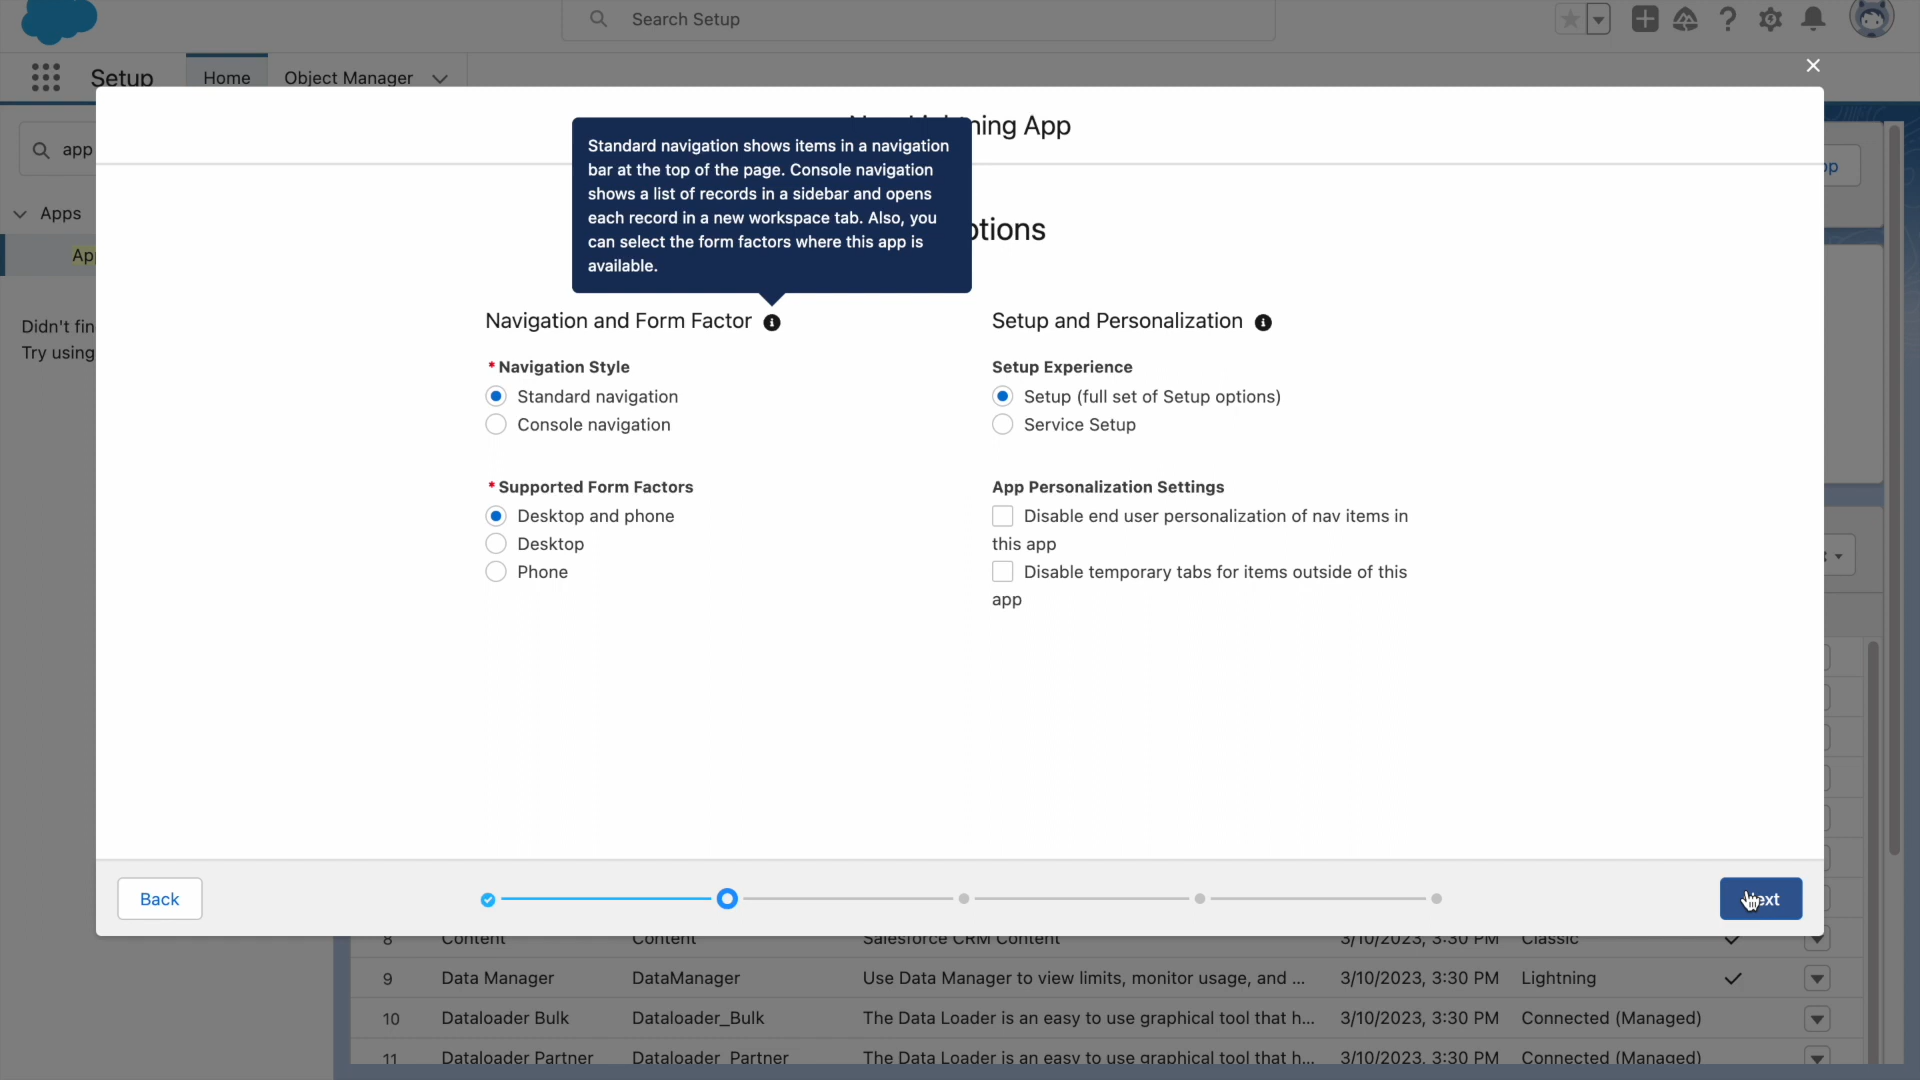 Search Setup
Setup
Home
Object Manager
ning App
app
Standard navigation shows items in a navigation
bar at the top of the page. Console navigation
shows a list of records in a sidebar and opens
each record in a new workspace tab. Also, you
can select the form factors where this app is
available.
Apps
ptions
App
Didn't fin
Try using
Navigation and Form Factor
* Navigation Style
Standard navigation
Console navigation
* Supported Form Factors
Desktop and phone
Desktop
Phone
Setup and Personalization
Setup Experience
Setup (full set of Setup options)
Service Setup
App Personalization Settings
Disable end user personalization of nav items in
this app
Disable temporary tabs for items outside of this
app
Back
ext
8 Content Content Salesforce CRM Content 3/10/2023, 3:30 PM Classic
9 Data Manager DataManager Use Data Manager to view limits, monitor usage, and ... 3/10/2023, 3:30 PM Lightning
10 Dataloader Bulk Dataloader_Bulk The Data Loader is an easy to use graphical tool that h... 3/10/2023, 3:30 PM Connected (Managed)
11 Dataloader Partner Dataloader_Partner The Data Loader is an easy to use graphical tool that h... 3/10/2023, 3:30 PM Connected (Managed)